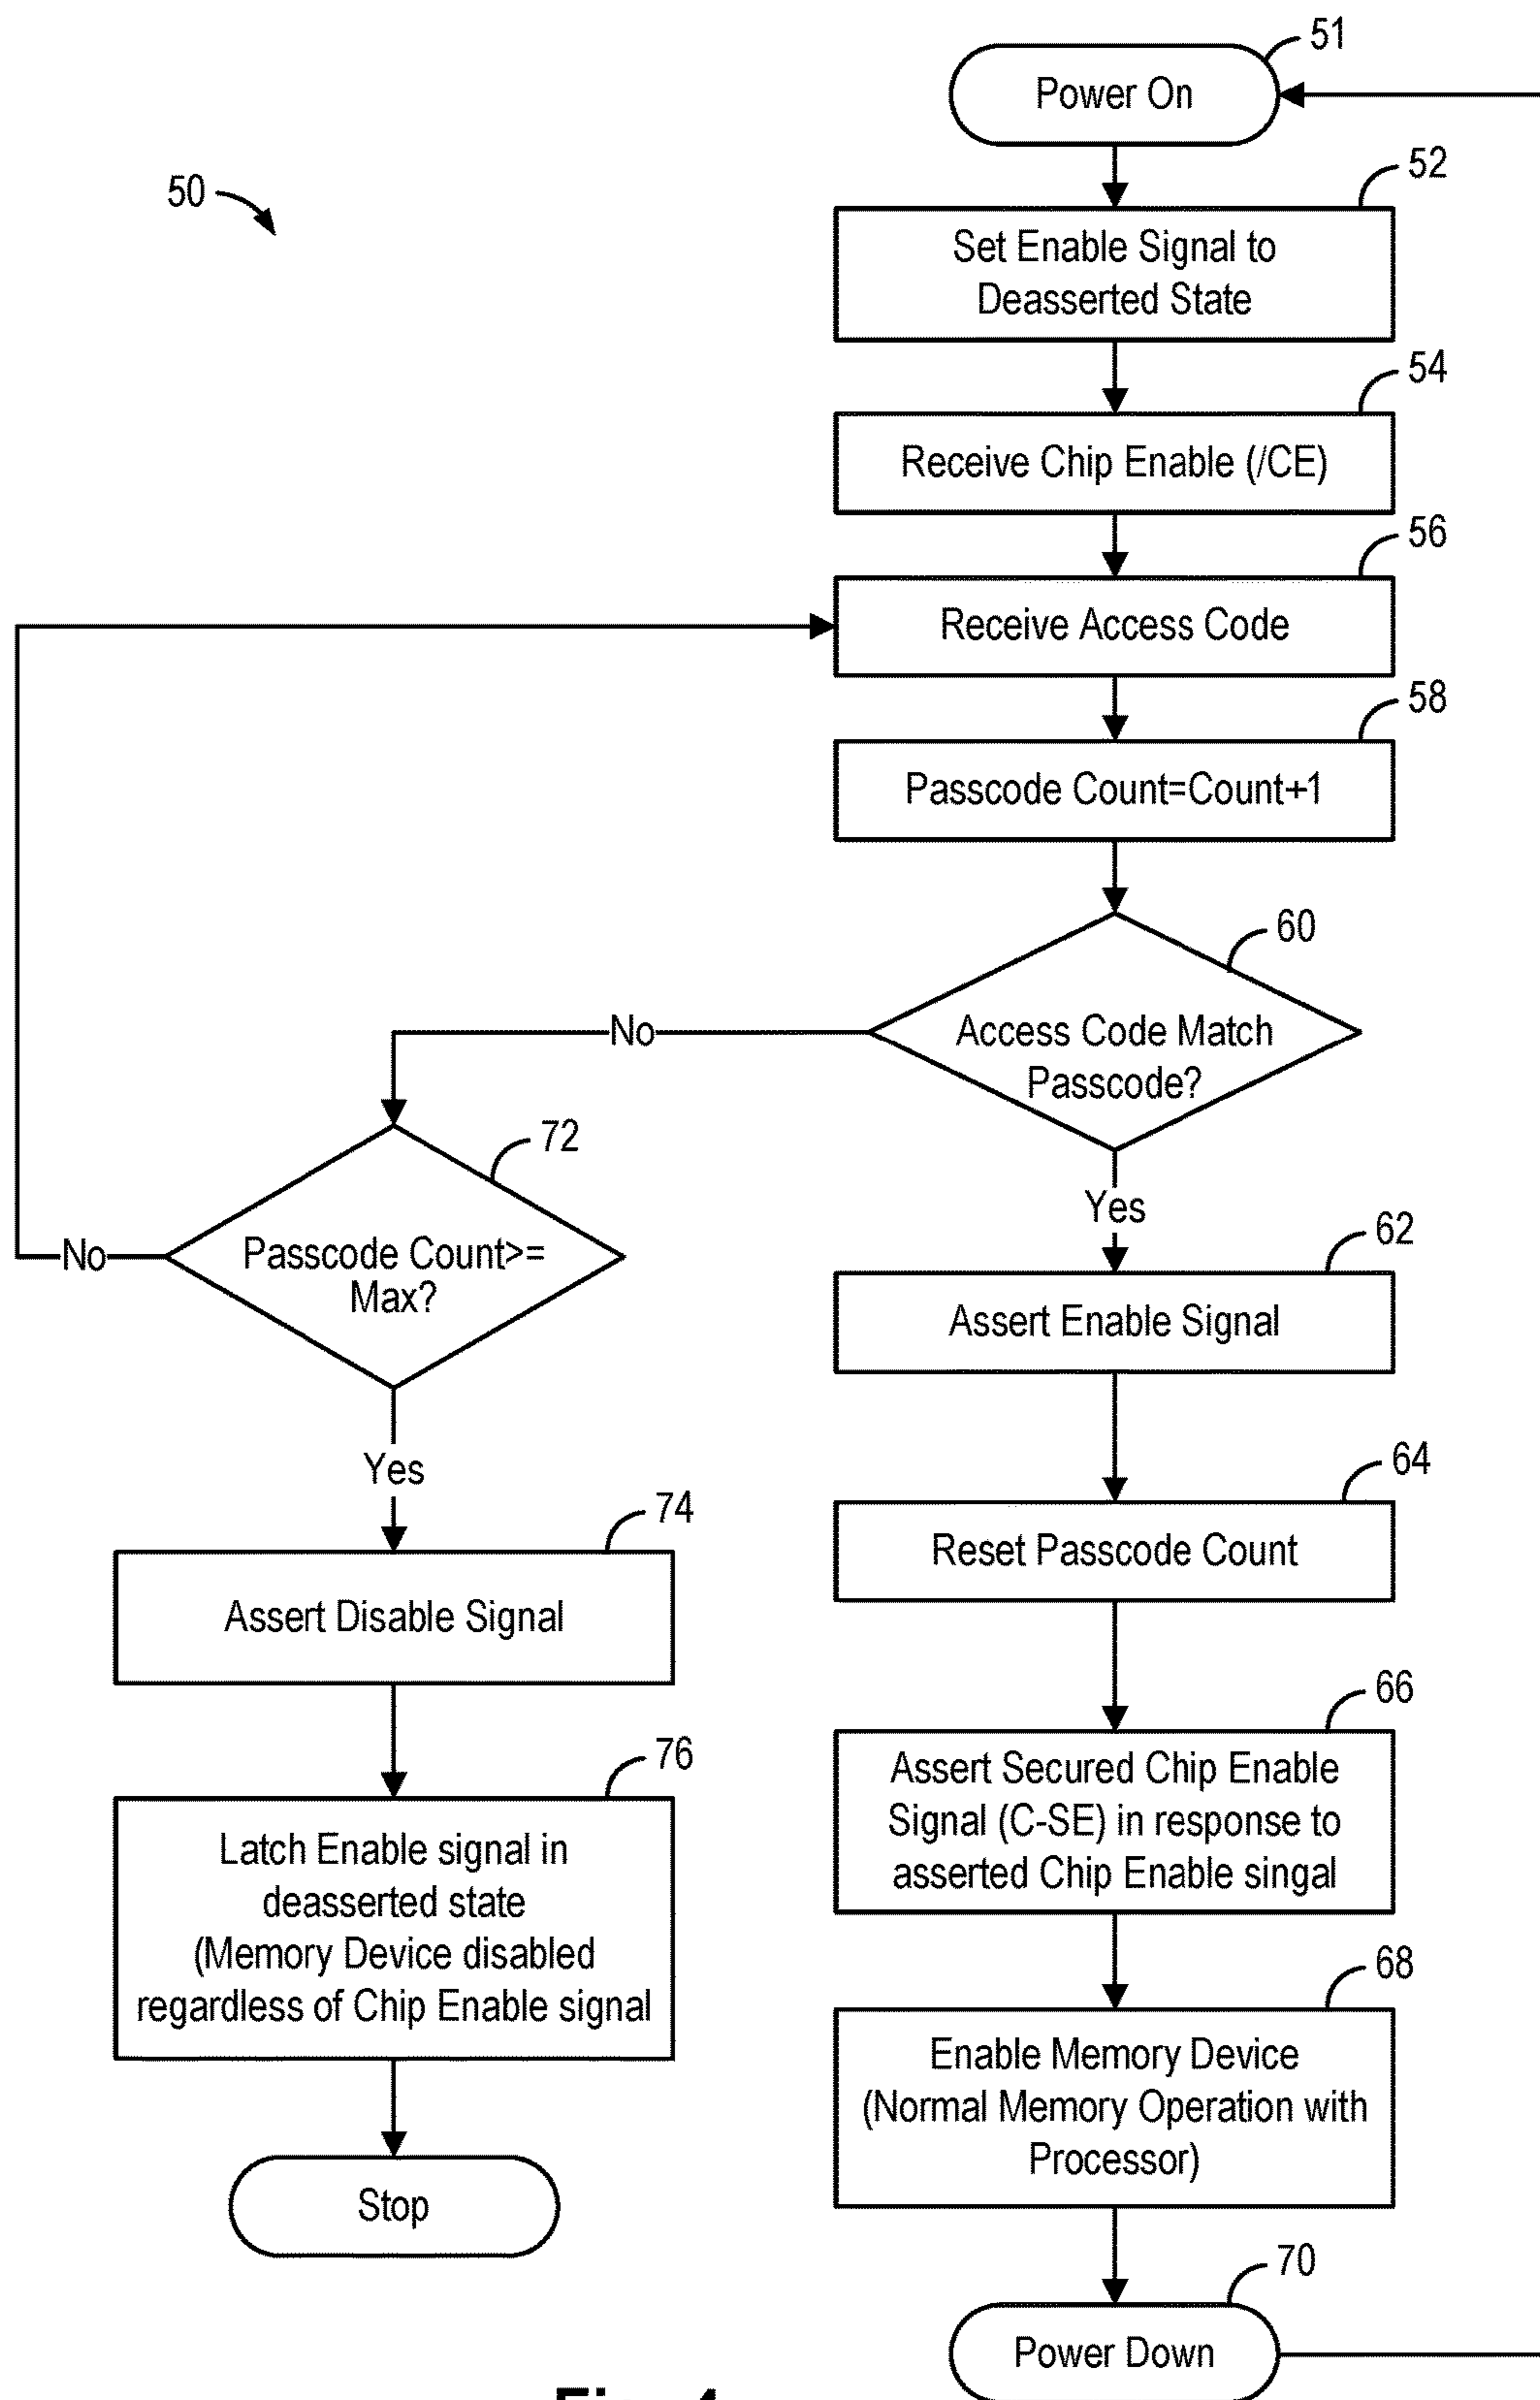 51
Power On
50
52
Set Enable Signal to
Deasserted State
54
Receive Chip Enable (/CE)
56
Receive Access Code
58
Passcode Count=Count+1
60
Access Code Match
Passcode?
No
Yes
72
Passcode Count>=
Max?
No
Yes
62
Assert Enable Signal
64
Reset Passcode Count
74
Assert Disable Signal
66
Assert Secured Chip Enable
Signal (C-SE) in response to
asserted Chip Enable singal
76
Latch Enable signal in
deasserted state
(Memory Device disabled
regardless of Chip Enable signal
68
Enable Memory Device
(Normal Memory Operation with
Processor)
Stop
70
Power Down